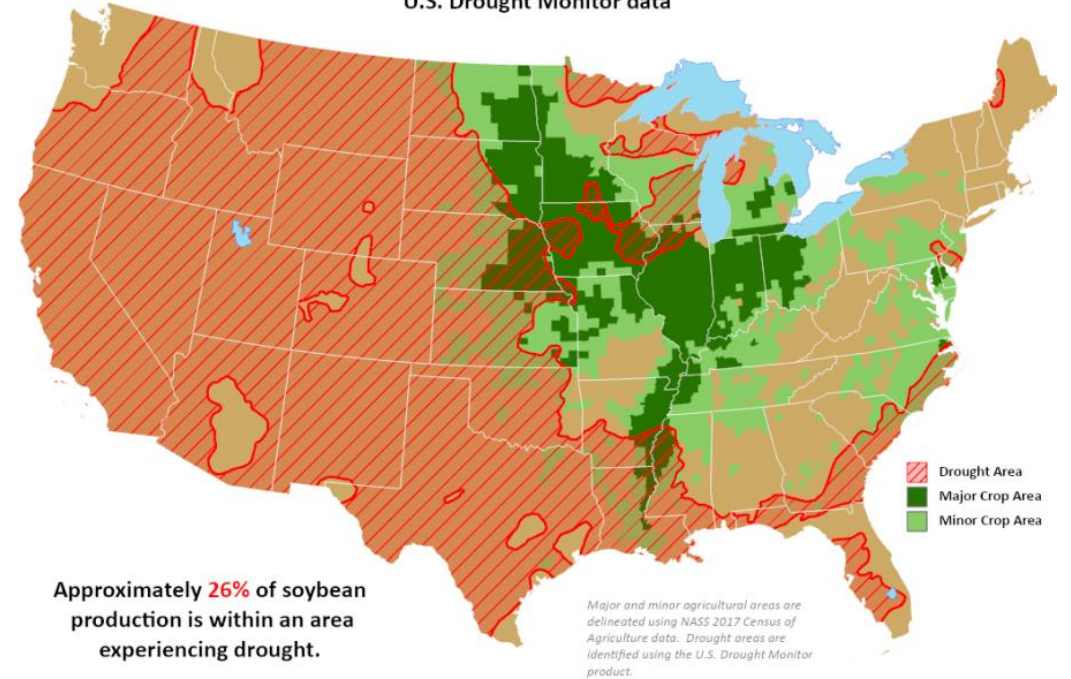 U.S. Drought Monitor data
Drought Area
Major Crop Area
Minor Crop Area
Approximately 26% of soybean
production is within an area
experiencing drought.
Major and minor agricultural areas are
delineated using NASS 2017 Census of
Agriculture data. Drought areas are
identified using the U.S. Drought Monitor
product.